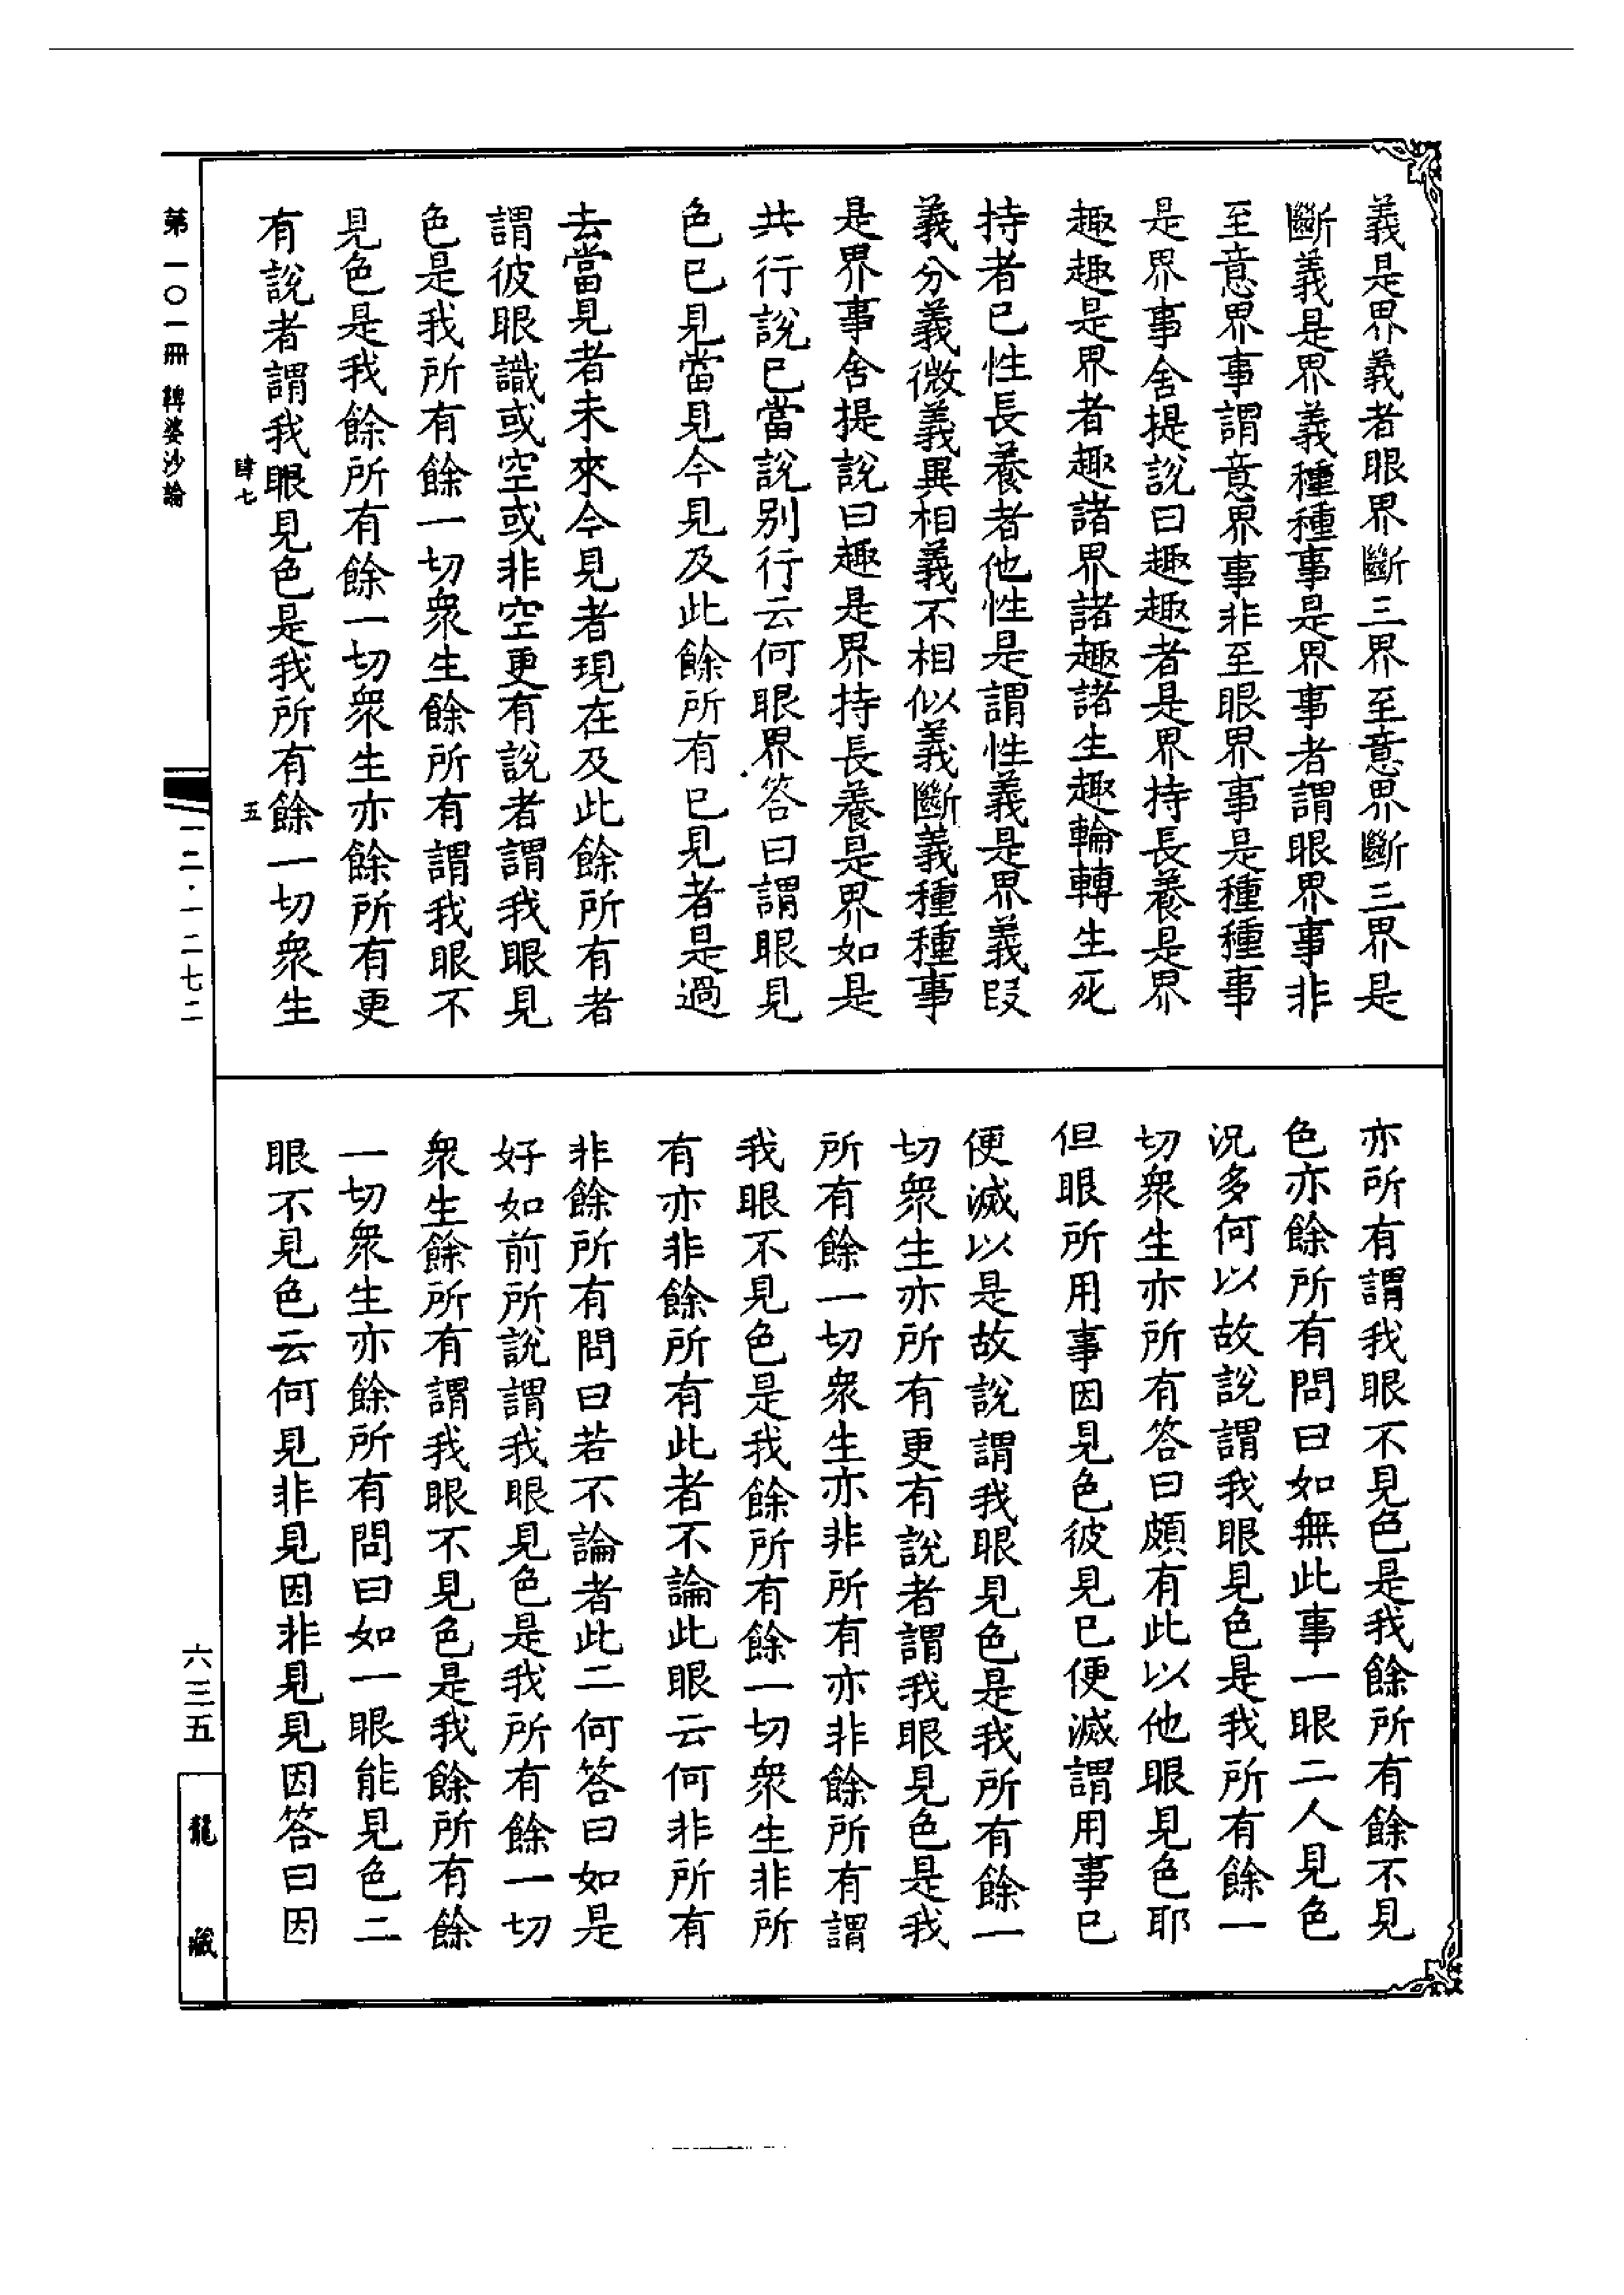 義是界義者眼界斷三界至意界斷三界是
斷義是界義種種事是界事者謂眼界事非
至意界事謂意界事非至眼界事是種種事
是界事舍提說曰趣趣者是界持長養是界
趣趣是界者趣諸界諸趣諸生趣輪轉生死
持者已性長養者他性是謂性義是界義段
義分義微義異相義不相似義斷義種種事
是界事舍提說曰趣是界持長養是界如是
共行說已當說別行云何眼界答曰謂眼見
色已見當見今見及此餘所有已見者是過
去當見者未來今見者現在及此餘所有者
謂彼眼識或空或非空更有說者謂我眼見
色是我所有餘一切衆生餘所有謂我眼不
見色是我餘所有餘一切衆生亦餘所有更
有說者謂我眼見色是我所有餘一切衆生
亦所有謂我眼不見色是我餘所有餘不見
色亦餘所有問曰如無此事一眼二人見色
況多何以故說謂我眼見色是我所有餘一
切衆生亦所有答曰頗有此以他眼見色耶
但眼所用事因見色彼見已便滅謂用事已
便滅以是故說謂我眼見色是我所有餘一
切衆生亦所有更有說者謂我眼見色是我
所有餘一切衆生亦非所有亦非餘所有謂
我眼不見色是我餘所有餘一切衆生非所
有亦非餘所有此者不論此眼云何非所有
非餘所有問曰若不論者此二何答曰如是
好如前所說謂我眼見色是我所有餘一切
衆生餘所有謂我眼不見色是我餘所有餘
一切衆生亦餘所有問曰如一眼能見色二
眼不見色云何見非見因非見見因答曰因
肆七
五
第一〇一冊 鞞婆沙論
一二·一二七二
六三五
龍藏